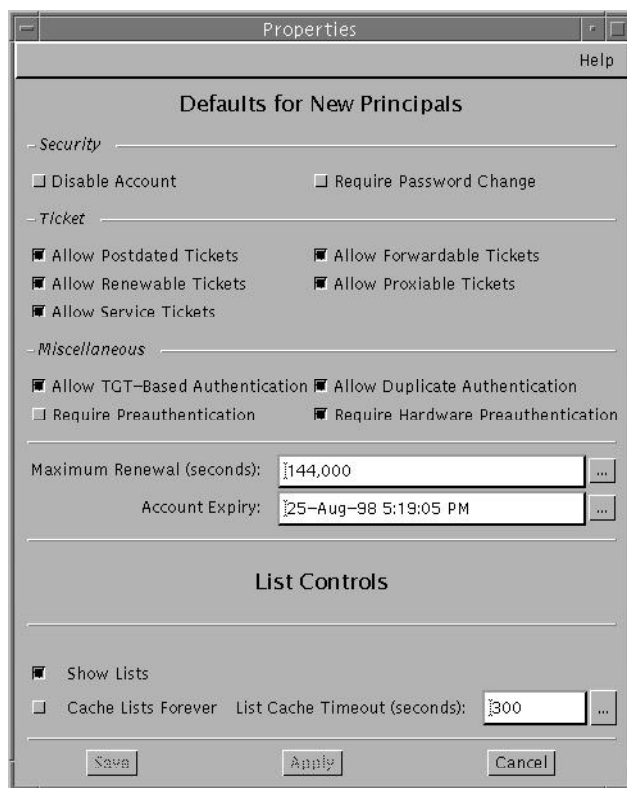 Properties
Help
Defaults for New Principals
Security
Disable Account Require Password Change
Ticket
Allow Postdated Tickets Allow Forwardable Tickets
Allow Renewable Tickets Allow Proxiable Tickets
Allow Service Tickets
Miscellaneous
Allow TGT-Based Authentication Allow Duplicate Authentication
Require Preauthentication Require Hardware Preauthentication
Maximum Renewal (seconds): 144,000 ...
Account Expiry: 25-Aug-98 5:19:05 PM ...
List Controls
Show Lists
Cache Lists Forever List Cache Timeout (seconds): 300 ...
Save Apply Cancel